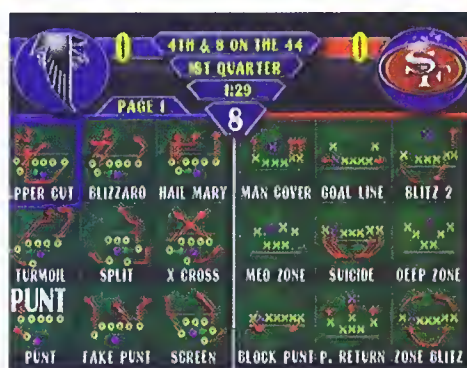 0 4TH & 8 ON THE 44 0
1ST QUARTER
1:29
SF
PAGE 1
8
PPER CUT BLIZZARD HAIL MARY MAN COVER GOAL LINE BLITZ 2
TURMOIL SPLIT X CROSS MED ZONE SUICIDE DEEP ZONE
PUNT
PUNT FAKE PUNT SCREEN BLOCK PUNT P. RETURN ZONE BLITZ